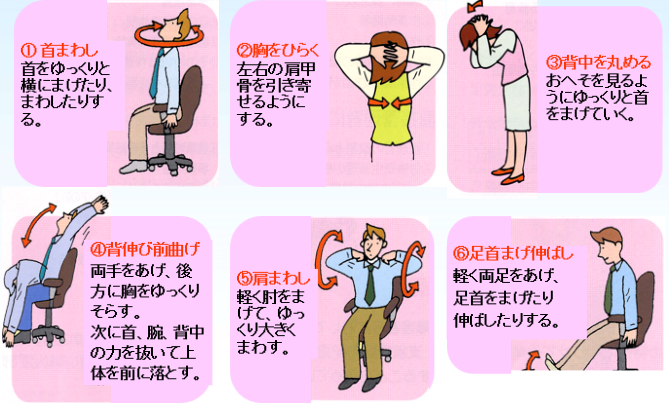 ① 首まわし
首をゆっくりと
横にまげたり、
まわしたりす
る。
②胸をひらく
左右の肩甲
骨を引き寄
せるように
する。
③背中を丸める
おへそを見るよ
うにゆっくりと首
をまげていく。
④背伸び前曲げ
両手をあげ、後
方に胸をゆっくり
そらす。
次に首、腕、背中
の力を抜いて上
体を前に落とす。
⑤肩まわし
軽く肘をま
げて、ゆっ
くり大きく
まわす。
⑥足首まげ伸ばし
軽く両足をあげ、
足首をまげたり
伸ばしたりする。